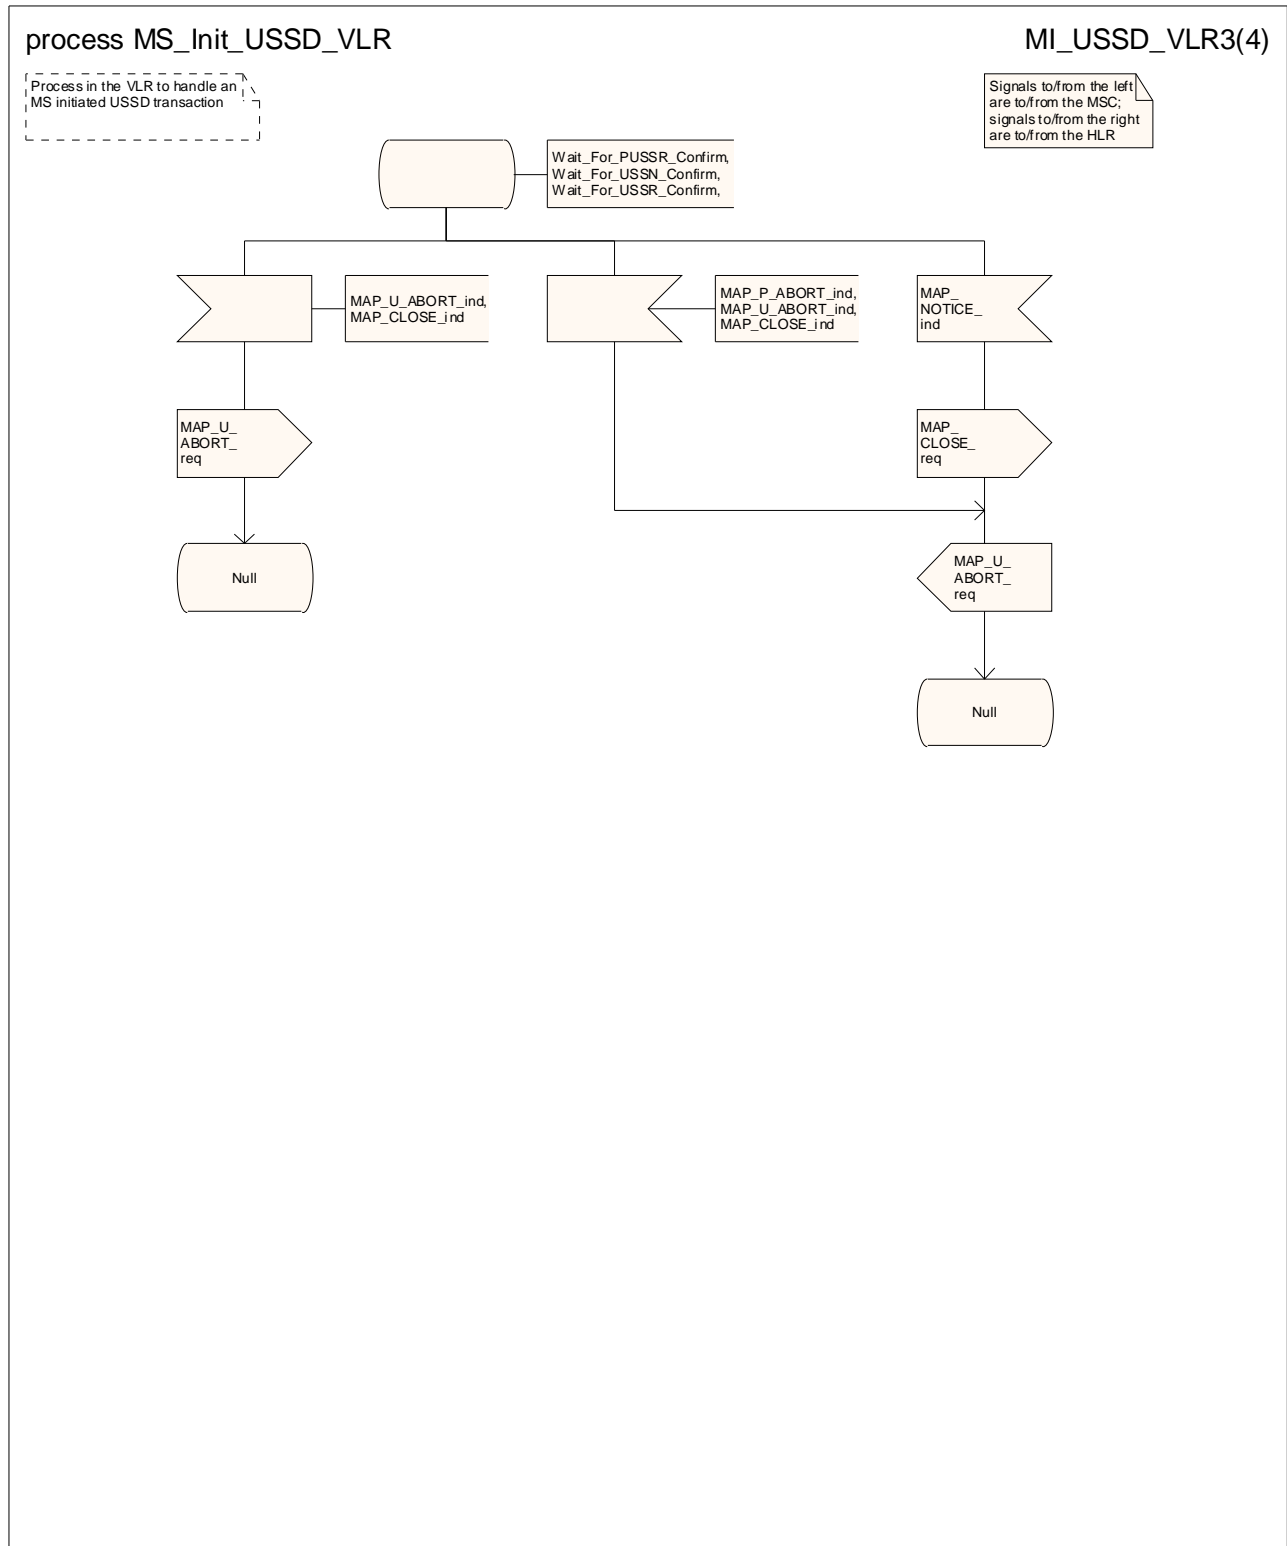 process MS_Init_USSD_VLR
MI_USSD_VLR3(4)
Process in the VLR to handle an
MS initiated USSD transaction
Signals to/from the left
are to/from the MSC;
signals to/from the right
are to/from the HLR
Wait_For_PUSSR_Confirm,
Wait_For_USSN_Confirm,
Wait_For_USSR_Confirm,
MAP_U_ABORT_ind,
MAP_CLOSE_ind
MAP_P_ABORT_ind,
MAP_U_ABORT_ind,
MAP_CLOSE_ind
MAP_
NOTICE_
ind
MAP_U_
ABORT_
req
MAP_
CLOSE_
req
Null
MAP_U_
ABORT_
req
Null